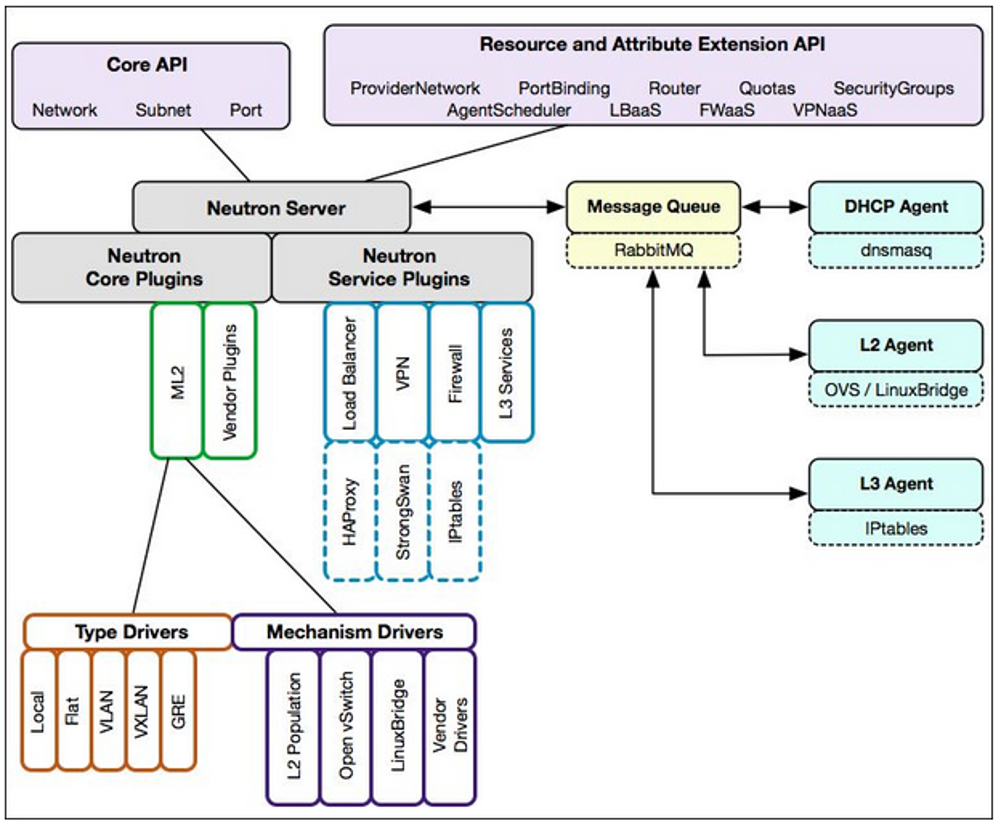 Core API
Network Subnet Port
Resource and Attribute Extension API
ProviderNetwork PortBinding Router Quotas SecurityGroups
AgentScheduler LBaaS FWaaS VPNaaS
Neutron Server
Neutron
Core Plugins
Neutron
Service Plugins
Message Queue
RabbitMQ
DHCP Agent
dnsmasq
L2 Agent
OVS / LinuxBridge
L3 Agent
IPtables
ML2
Vendor Plugins
Load Balancer
VPN
Firewall
L3 Services
HAProxy
StrongSwan
IPtables
Type Drivers
Local
Flat
VLAN
VXLAN
GRE
Mechanism Drivers
L2 Population
Open vSwitch
LinuxBridge
Vendor
Drivers